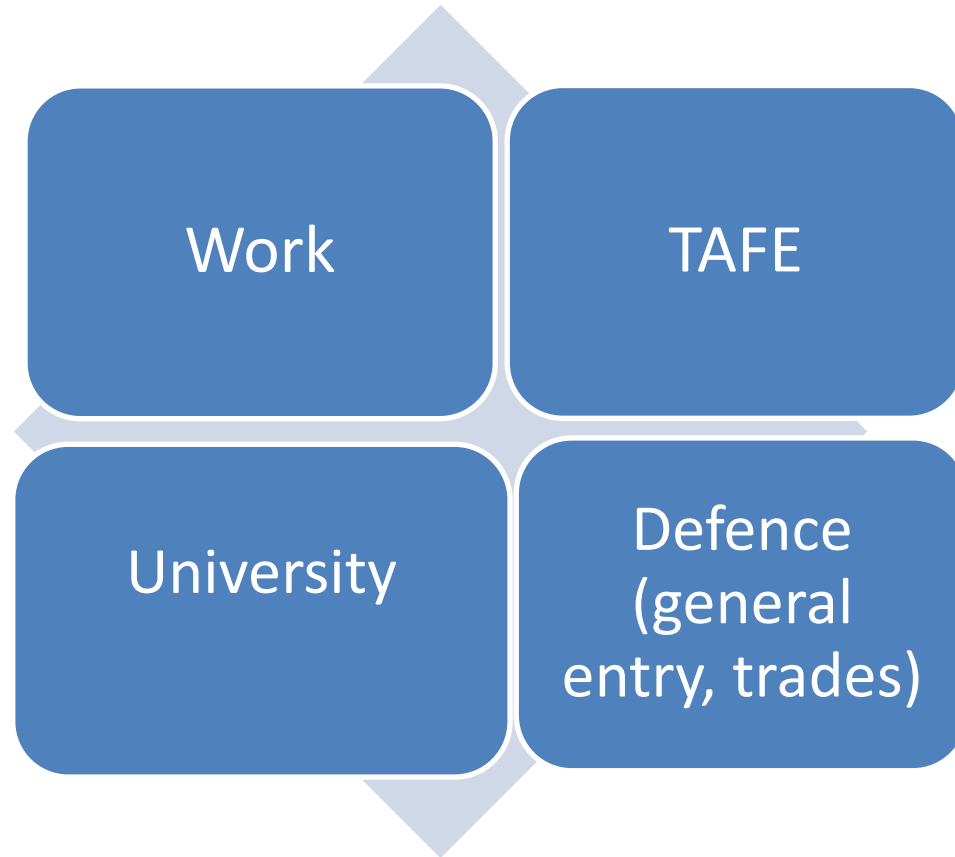 Work
TAFE
University
Defence
(general
entry, trades)